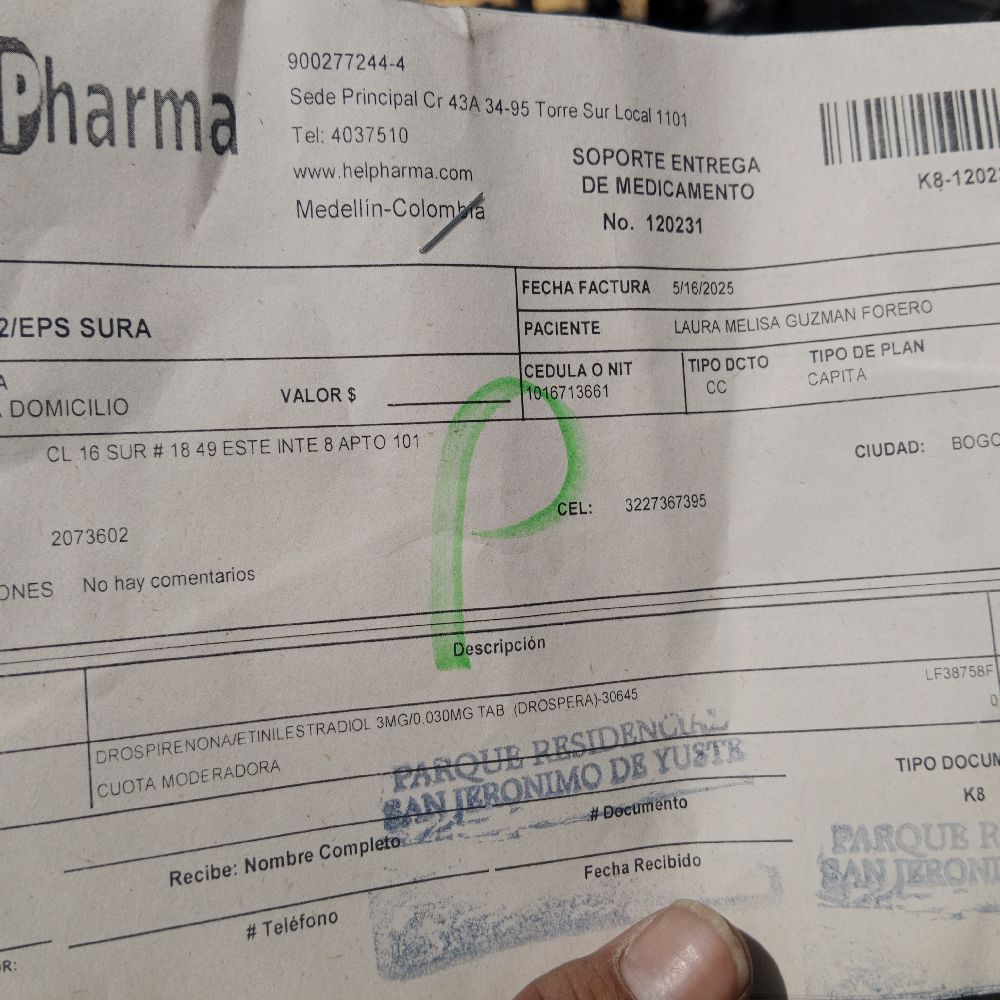 Pharma
900277244-4
Sede Principal Cr 43A 34-95 Torre Sur Local 1101
Tel: 4037510
www.helpharma.com
Medellín-Colombia
SOPORTE ENTREGA
DE MEDICAMENTO
No. 120231
K8-1202
2/EPS SURA
FECHA FACTURA 5/16/2025
PACIENTE LAURA MELISA GUZMAN FORERO
CEDULA O NIT TIPO DCTO TIPO DE PLAN
1016713661 CC CAPITA
A
A DOMICILIO VALOR $
CL 16 SUR # 18 49 ESTE INTE 8 APTO 101 CIUDAD: BOGO
P
2073602 CEL: 3227367395
ONES No hay comentarios
Descripción
DROSPIRENONA/ETINILESTRADIOL 3MG/0.030MG TAB (DROSPERA)-30645 LF38758F
CUOTA MODERADORA 0
PARQUE RESIDENCIAL
SAN JERONIMO DE YUSTE
TIPO DOCUM
K8
Recibe: Nombre Completo # Documento
PARQUE R
SAN JERONI
# Teléfono Fecha Recibido
OR: